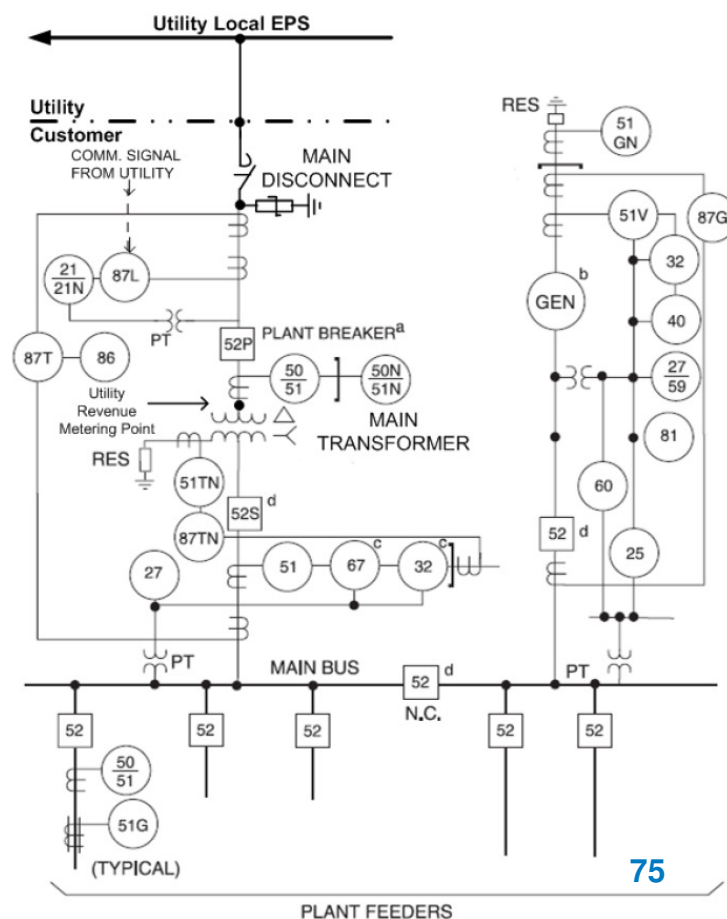 Utility Local EPS
Utility
Customer
COMM. SIGNAL
FROM UTILITY
MAIN
DISCONNECT
RES
51
GN
51V
87G
32
b
GEN
40
27
59
81
60
52
d
25
21
21N
87L
PT
PLANT BREAKER a
52P
87T
86
50
51
50N
51N
Utility
Revenue
Metering Point
MAIN
TRANSFORMER
RES
51TN
52S
d
87TN
27
51
67
c
32
c
PT
MAIN BUS
52
d
N.C.
PT
52
52
52
52
52
50
51
51G
(TYPICAL)
75
PLANT FEEDERS